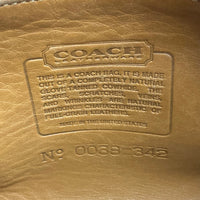 COACH
LEATHERWARE
THIS IS A COACH BAG. IT IS MADE
OUT OF A COMPLETELY NATURAL
GLOVE TANNED COWHIDE. THE
SCARS, SCRATCHES, VEINS
AND WRINKLES ARE NATURAL
MARKINGS CHARACTERISTIC OF
FULL-GRAIN LEATHERS.
MADE IN THE UNITED STATES
No 0038-342